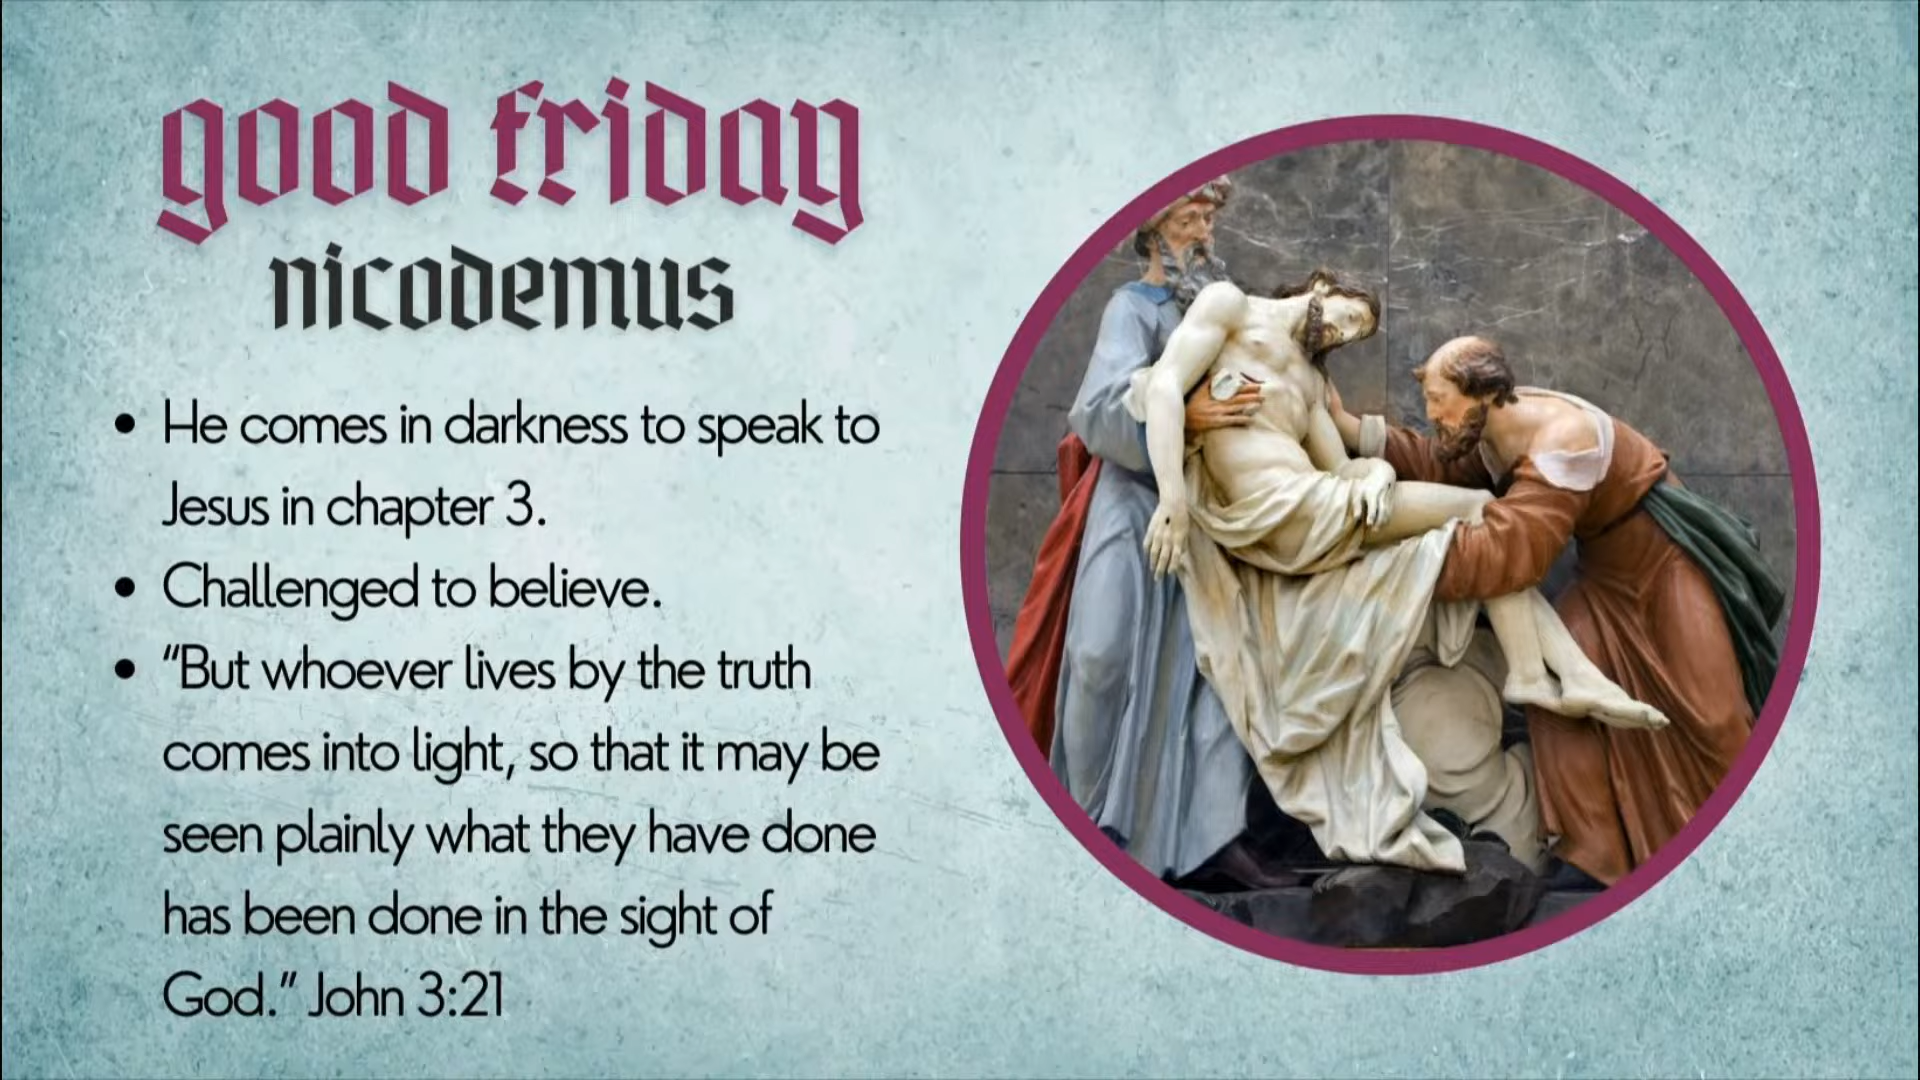 good friday
nicodemus
• He comes in darkness to speak to
Jesus in chapter 3.
• Challenged to believe.
• “But whoever lives by the truth
comes into light, so that it may be
seen plainly what they have done
has been done in the sight of
God.” John 3:21